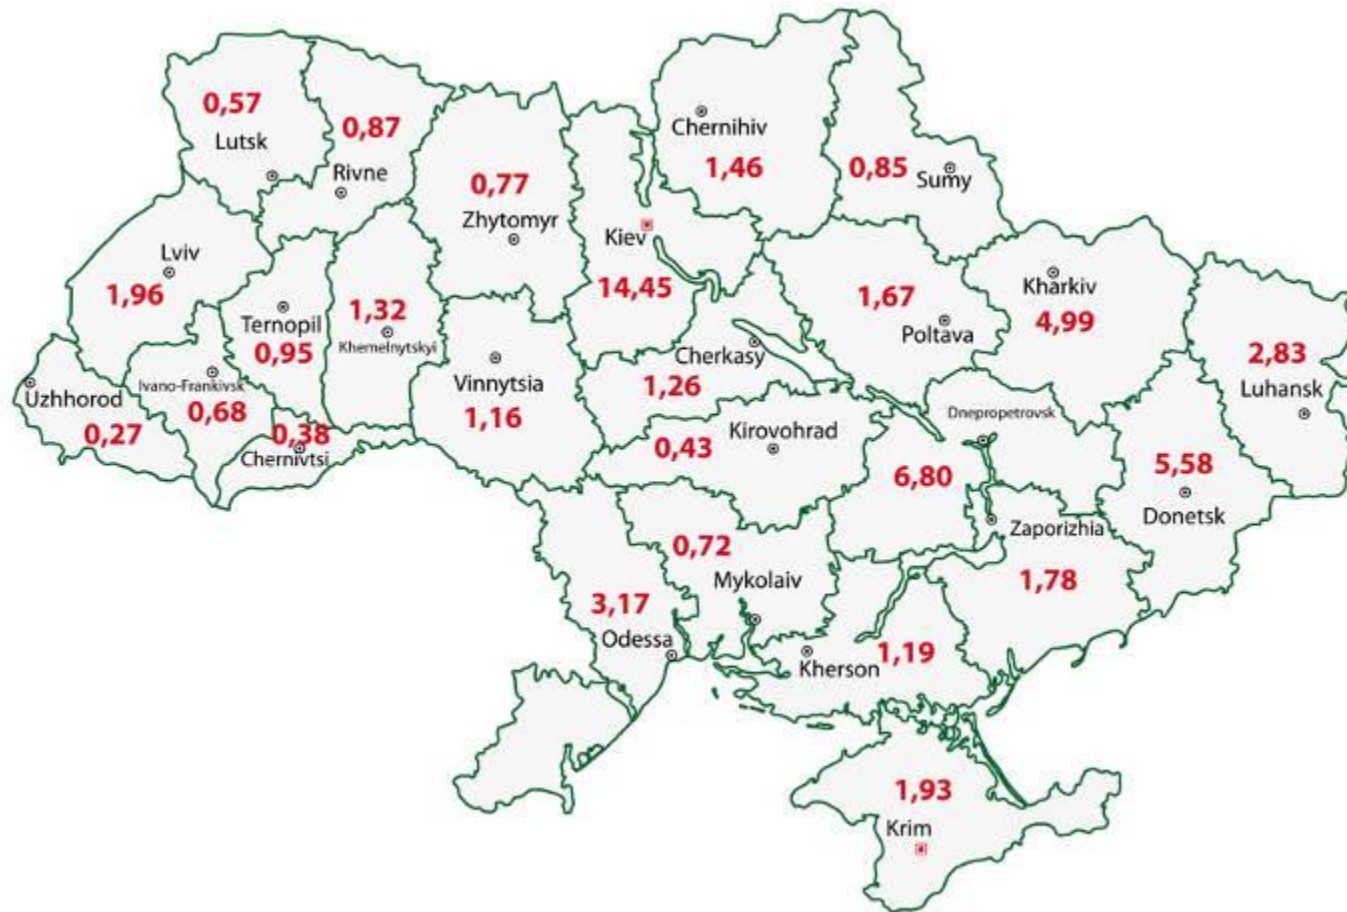 0,57
Lutsk
0,87
Rivne
0,77
Zhytomyr
Kiev
14,45
Chernihiv
1,46
0,85
Sumy
Lviv
1,96
Ternopil
0,95
1,32
Khemelnytskyi
Vinnytsia
1,16
Cherkasy
1,26
1,67
Poltava
Kharkiv
4,99
2,83
Luhansk
Uzhhorod
0,27
Ivano-Frankivsk
0,68
0,38
Chernivtsi
0,43
Kirovohrad
Dnepropetrovsk
6,80
5,58
Donetsk
Zaporizhia
1,78
0,72
Mykolaiv
3,17
Odessa
1,19
Kherson
1,93
Krim